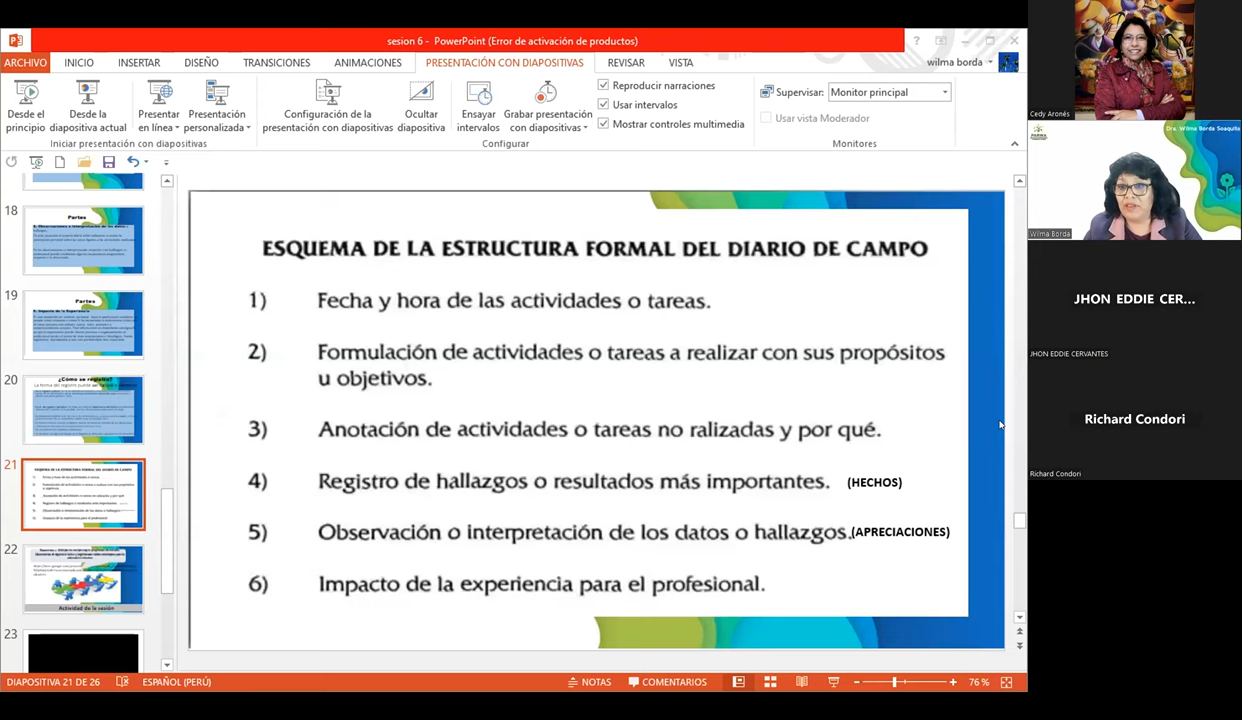 sesion 6 - PowerPoint (Error de activación de productos)
ARCHIVO INICIO INSERTAR DISEÑO TRANSICIONES ANIMACIONES PRESENTACIÓN CON DIAPOSITIVAS REVISAR VISTA wilma borda
Desde el principio
Desde la diapositiva actual
Presentar en línea
Presentación personalizada
Iniciar presentación con diapositivas
Configuración de la presentación con diapositivas
Ocultar diapositiva
Ensayar intervalos
Grabar presentación con diapositivas
Reproducir narraciones
Usar intervalos
Mostrar controles multimedia
Configurar
Supervisar: Monitor principal
Usar vista Moderador
Monitores
18
Partes
19
Partes
20
¿Cómo se registra?
21
22
Actividad de la sesión
23
ESQUEMA DE LA ESTRUCTURA FORMAL DEL DIARIO DE CAMPO
1) Fecha y hora de las actividades o tareas.
2) Formulación de actividades o tareas a realizar con sus propósitos
u objetivos.
3) Anotación de actividades o tareas no ralizadas y por qué.
4) Registro de hallazgos o resultados más importantes. (HECHOS)
5) Observación o interpretación de los datos o hallazgos.(APRECIACIONES)
6) Impacto de la experiencia para el profesional.
DIAPOSITIVA 21 DE 26 ESPAÑOL (PERÚ) NOTAS COMENTARIOS 76 %
Cedy Aronés
Dra. Wilma Borda Soaquita
Wilma Borda
JHON EDDIE CER...
JHON EDDIE CERVANTES
Richard Condori
Richard Condori